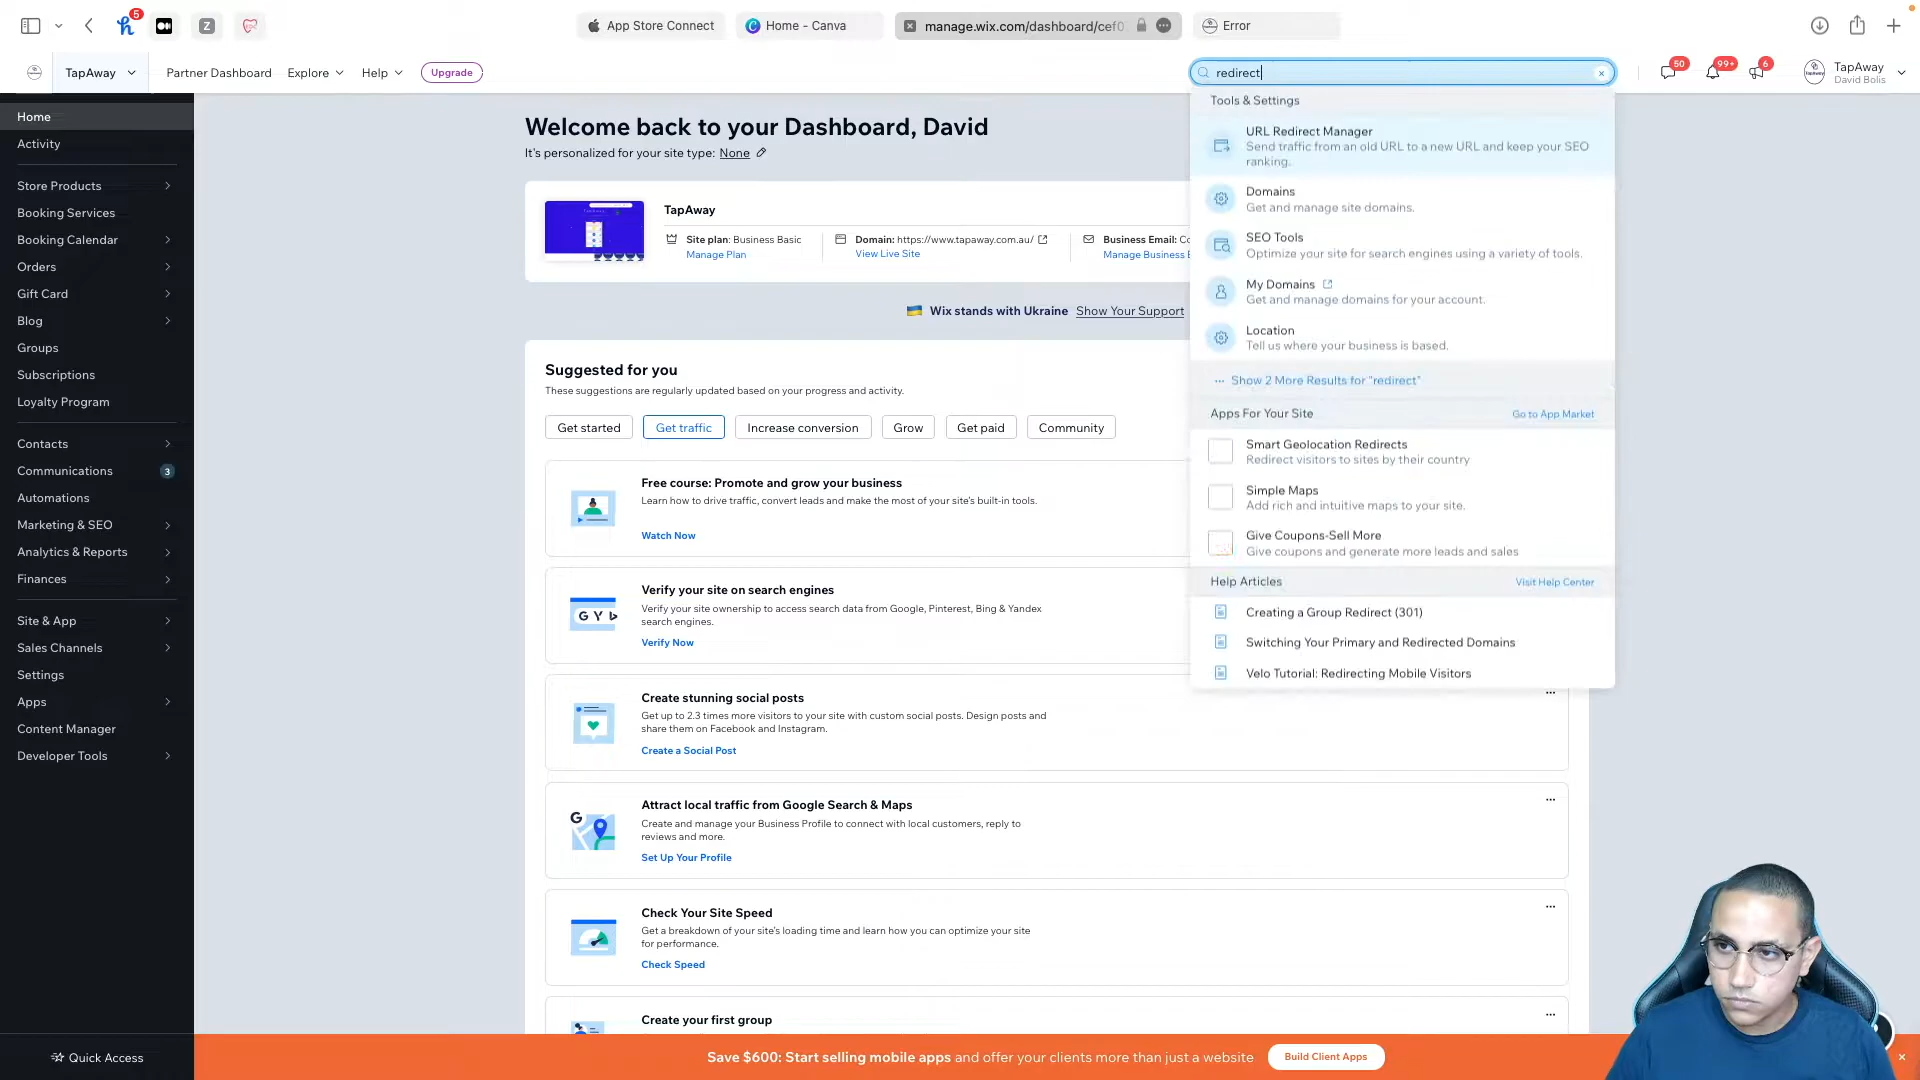 5
Z
App Store Connect
Home - Canva
manage.wix.com/dashboard/cef0
Error
TapAway
Partner Dashboard
Explore
Help
Upgrade
redirect
50
99+
6
TapAway
David Bolis
Home
Activity
Store Products
Booking Services
Booking Calendar
Orders
Gift Card
Blog
Groups
Subscriptions
Loyalty Program
Contacts
Communications
3
Automations
Marketing & SEO
Analytics & Reports
Finances
Site & App
Sales Channels
Settings
Apps
Content Manager
Developer Tools
Quick Access
Welcome back to your Dashboard, David
It's personalized for your site type: None
TapAway
Site plan: Business Basic
Manage Plan
Domain: https://www.tapaway.com.au/
View Live Site
Business Email: Co
Manage Business E
Wix stands with Ukraine Show Your Support
Suggested for you
These suggestions are regularly updated based on your progress and activity.
Get started
Get traffic
Increase conversion
Grow
Get paid
Community
Free course: Promote and grow your business
Learn how to drive traffic, convert leads and make the most of your site's built-in tools.
Watch Now
G Y b
Verify your site on search engines
Verify your site ownership to access search data from Google, Pinterest, Bing & Yandex
search engines.
Verify Now
Create stunning social posts
Get up to 2.3 times more visitors to your site with custom social posts. Design posts and
share them on Facebook and Instagram.
Create a Social Post
G
Attract local traffic from Google Search & Maps
Create and manage your Business Profile to connect with local customers, reply to
reviews and more.
Set Up Your Profile
Check Your Site Speed
Get a breakdown of your site's loading time and learn how you can optimize your site
for performance.
Check Speed
Create your first group
Tools & Settings
URL Redirect Manager
Send traffic from an old URL to a new URL and keep your SEO
ranking.
Domains
Get and manage site domains.
SEO Tools
Optimize your site for search engines using a variety of tools.
My Domains
Get and manage domains for your account.
Location
Tell us where your business is based.
... Show 2 More Results for "redirect"
Apps For Your Site
Go to App Market
Smart Geolocation Redirects
Redirect visitors to sites by their country
Simple Maps
Add rich and intuitive maps to your site.
Give Coupons-Sell More
Give coupons and generate more leads and sales
Help Articles
Visit Help Center
Creating a Group Redirect (301)
Switching Your Primary and Redirected Domains
Velo Tutorial: Redirecting Mobile Visitors
Save $600: Start selling mobile apps and offer your clients more than just a website
Build Client Apps